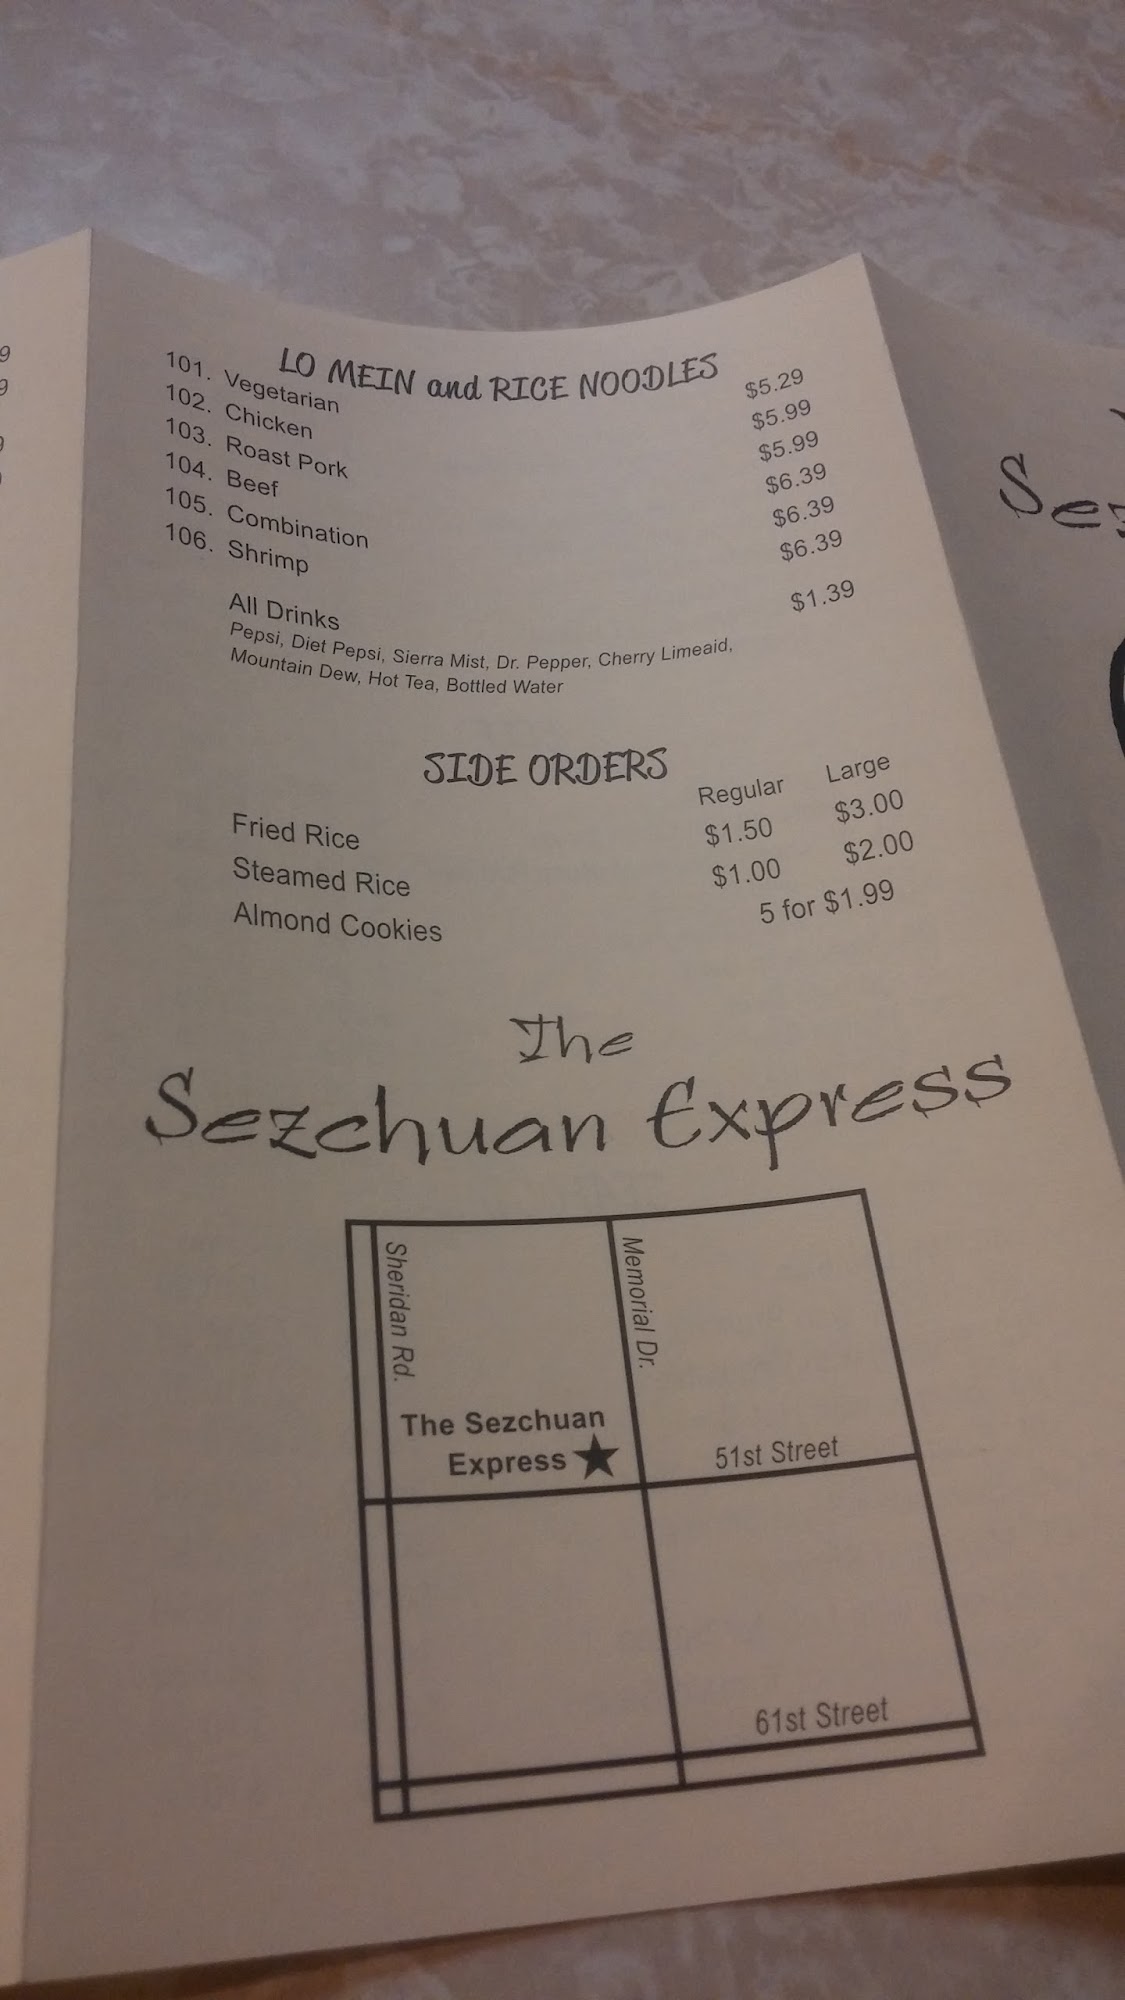 LO MEIN and RICE NOODLES
101. Vegetarian $5.29
102. Chicken $5.99
103. Roast Pork $5.99
104. Beef $6.39
105. Combination $6.39
106. Shrimp $6.39
All Drinks $1.39
Pepsi, Diet Pepsi, Sierra Mist, Dr. Pepper, Cherry Limeaid,
Mountain Dew, Hot Tea, Bottled Water
SIDE ORDERS
Regular Large
Fried Rice $1.50 $3.00
Steamed Rice $1.00 $2.00
Almond Cookies 5 for $1.99
The
Sezchuan Express
Sheridan Rd.
Memorial Dr.
The Sezchuan
Express
51st Street
61st Street